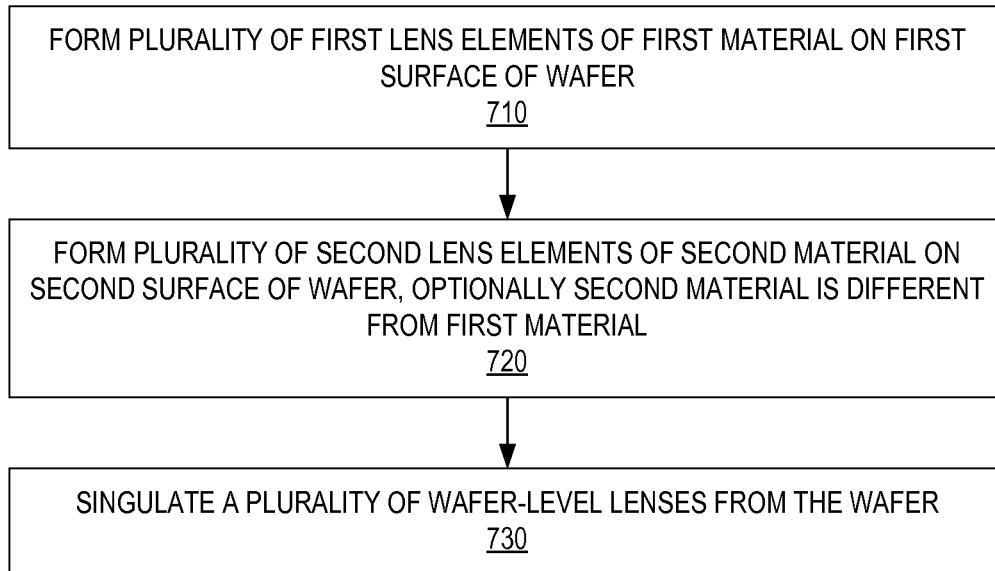 FORM PLURALITY OF FIRST LENS ELEMENTS OF FIRST MATERIAL ON FIRST
SURFACE OF WAFER
710
FORM PLURALITY OF SECOND LENS ELEMENTS OF SECOND MATERIAL ON
SECOND SURFACE OF WAFER, OPTIONALLY SECOND MATERIAL IS DIFFERENT
FROM FIRST MATERIAL
720
SINGULATE A PLURALITY OF WAFER-LEVEL LENSES FROM THE WAFER
730